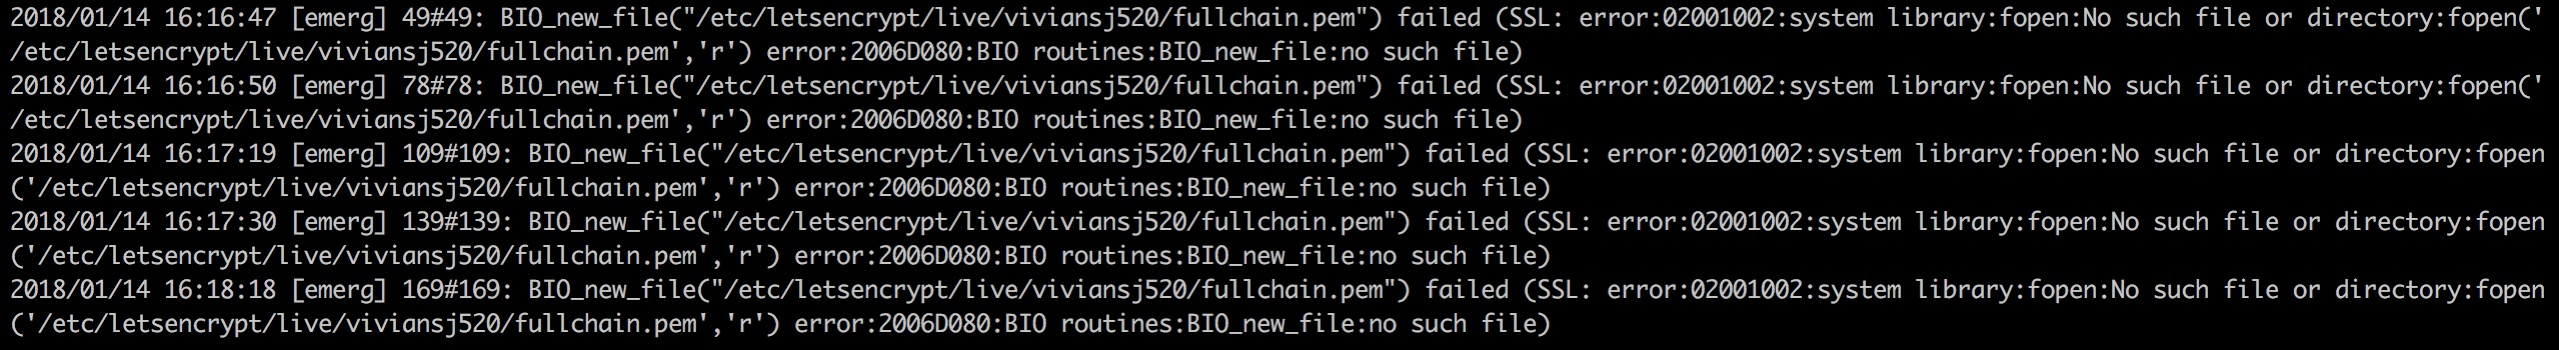 2018/01/14 16:16:47 [emerg] 49#49: BIO_new_file("/etc/letsencrypt/live/viviansj520/fullchain.pem") failed (SSL: error:02001002:system library:fopen:No such file or directory:fopen('
/etc/letsencrypt/live/viviansj520/fullchain.pem','r') error:2006D080:BIO routines:BIO_new_file:no such file)
2018/01/14 16:16:50 [emerg] 78#78: BIO_new_file("/etc/letsencrypt/live/viviansj520/fullchain.pem") failed (SSL: error:02001002:system library:fopen:No such file or directory:fopen('
/etc/letsencrypt/live/viviansj520/fullchain.pem','r') error:2006D080:BIO routines:BIO_new_file:no such file)
2018/01/14 16:17:19 [emerg] 109#109: BIO_new_file("/etc/letsencrypt/live/viviansj520/fullchain.pem") failed (SSL: error:02001002:system library:fopen:No such file or directory:fopen
('/etc/letsencrypt/live/viviansj520/fullchain.pem','r') error:2006D080:BIO routines:BIO_new_file:no such file)
2018/01/14 16:17:30 [emerg] 139#139: BIO_new_file("/etc/letsencrypt/live/viviansj520/fullchain.pem") failed (SSL: error:02001002:system library:fopen:No such file or directory:fopen
('/etc/letsencrypt/live/viviansj520/fullchain.pem','r') error:2006D080:BIO routines:BIO_new_file:no such file)
2018/01/14 16:18:18 [emerg] 169#169: BIO_new_file("/etc/letsencrypt/live/viviansj520/fullchain.pem") failed (SSL: error:02001002:system library:fopen:No such file or directory:fopen
('/etc/letsencrypt/live/viviansj520/fullchain.pem','r') error:2006D080:BIO routines:BIO_new_file:no such file)